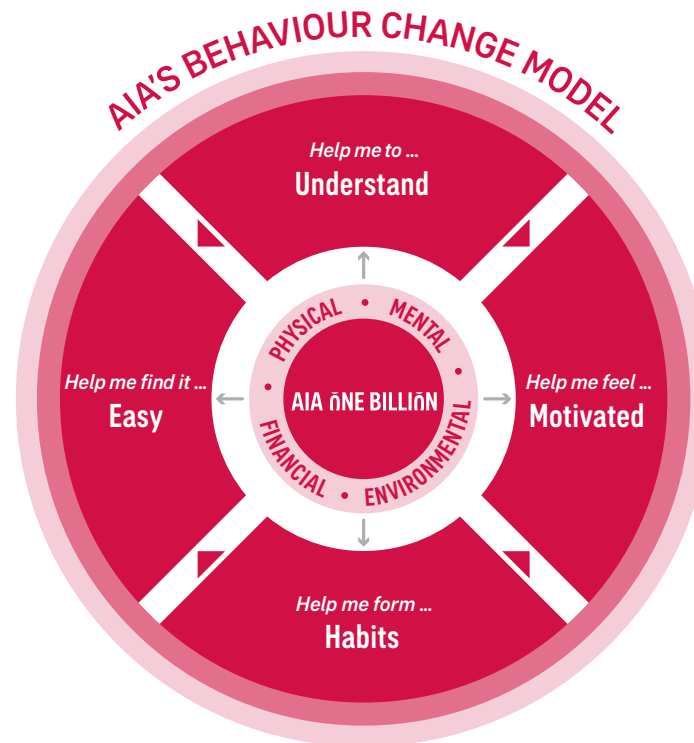 AIA'S BEHAVIOUR CHANGE MODEL
Help me to ...
Understand
Help me find it ...
Easy
PHYSICAL • MENTAL • ENVIRONMENTAL • FINANCIAL •
AIA ONE BILLION
Help me feel ...
Motivated
Help me form ...
Habits